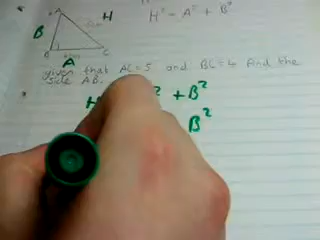 A
H
H² = A² + B²
B
B
C
A
given that AC=5 and BC=4 find the
side AB.
H ² + B²
B²